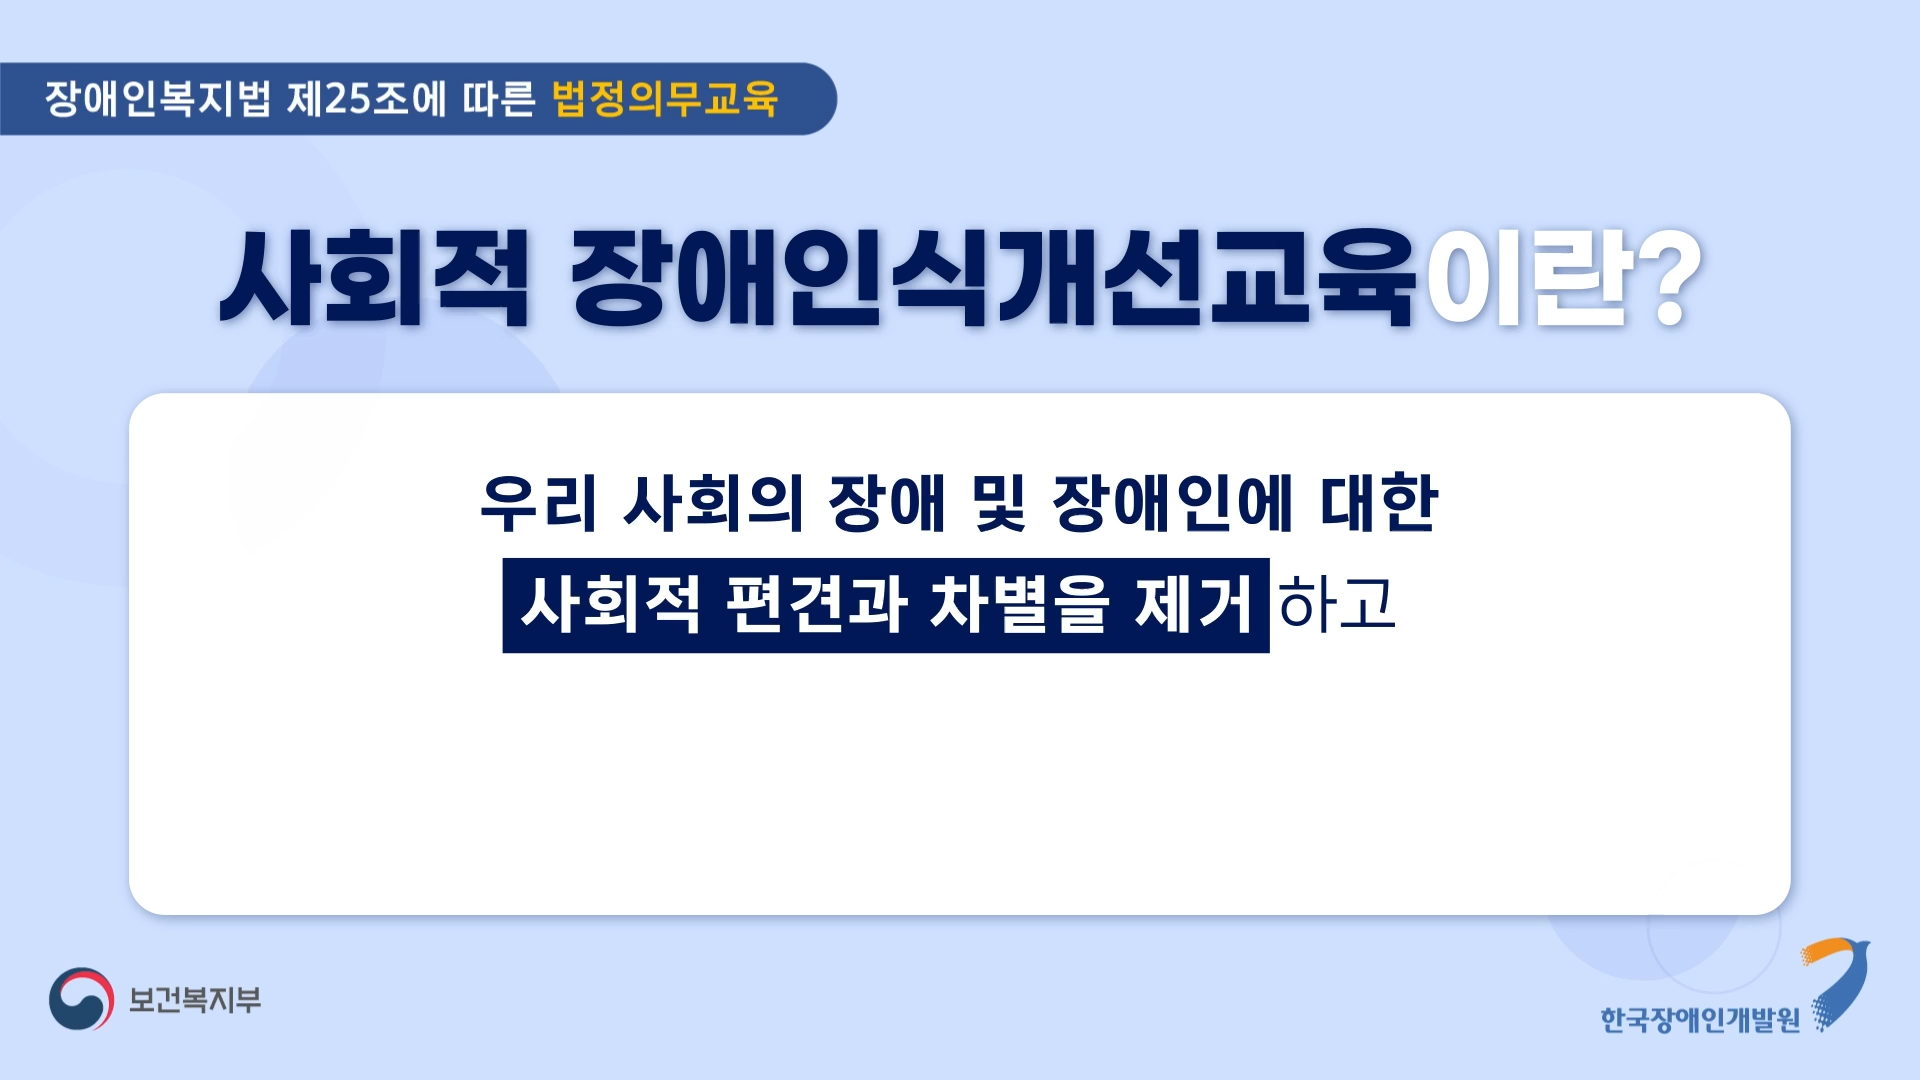 장애인복지법 제25조에 따른 법정의무교육
사회적 장애인식개선교육이란?
우리 사회의 장애 및 장애인에 대한
사회적 편견과 차별을 제거하고
보건복지부
한국장애인개발원